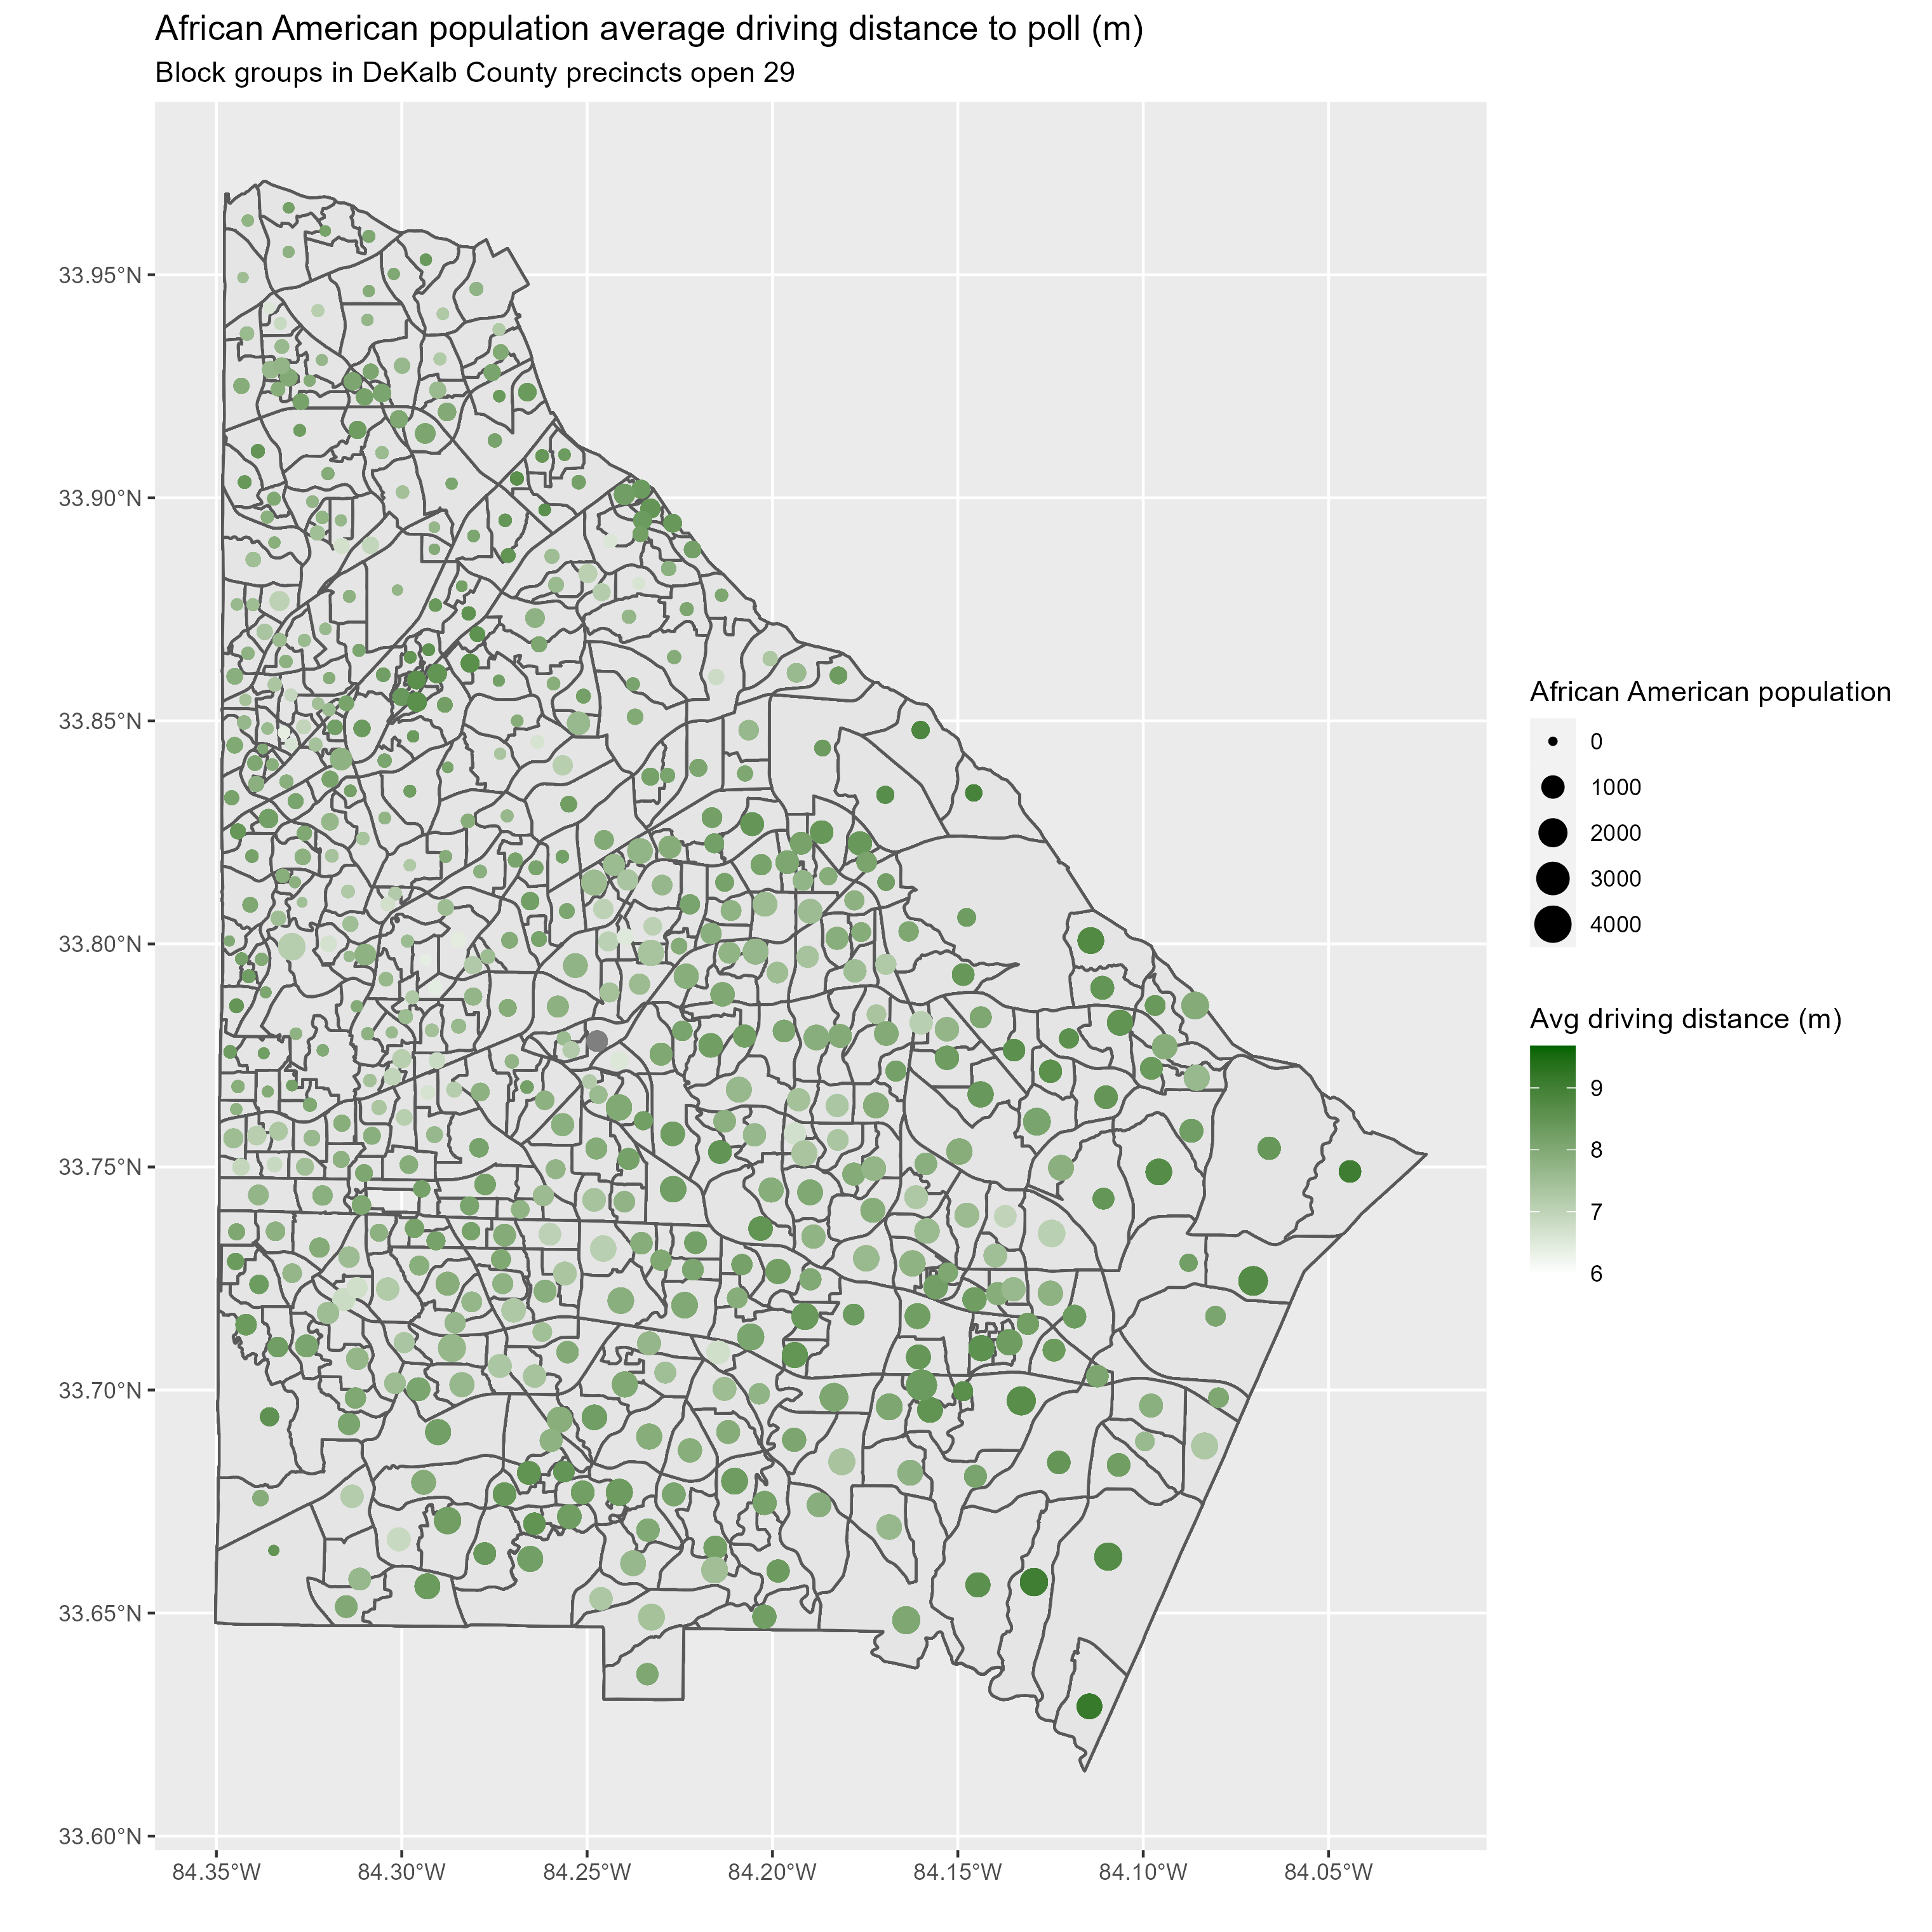 African American population average driving distance to poll (m)
Block groups in DeKalb County precincts open 29
33.95°N
33.90°N
33.85°N
33.80°N
33.75°N
33.70°N
33.65°N
33.60°N
84.35°W
84.30°W
84.25°W
84.20°W
84.15°W
84.10°W
84.05°W
African American population
0
1000
2000
3000
4000
Avg driving distance (m)
9
8
7
6